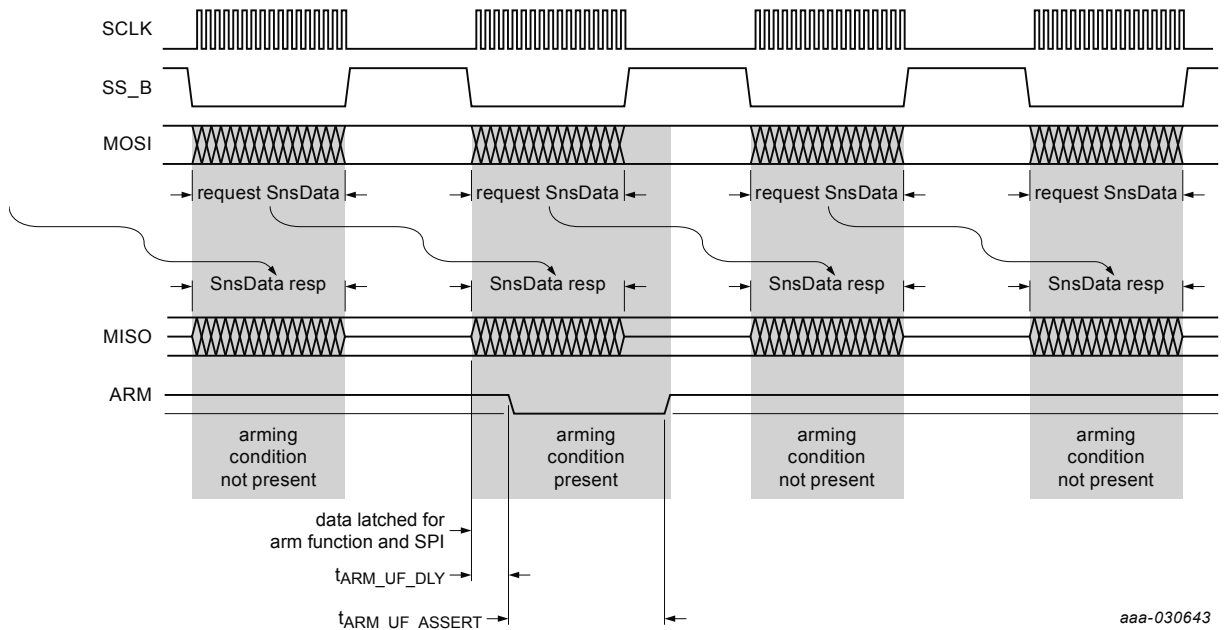 SCLK
SS_B
MOSI
request SnsData request SnsData request SnsData request SnsData
SnsData resp SnsData resp SnsData resp SnsData resp
MISO
ARM
arming arming arming arming
condition condition condition condition
not present present not present not present
data latched for
arm function and SPI
tARM_UF_DLY
tARM_UF_ASSERT
aaa-030643